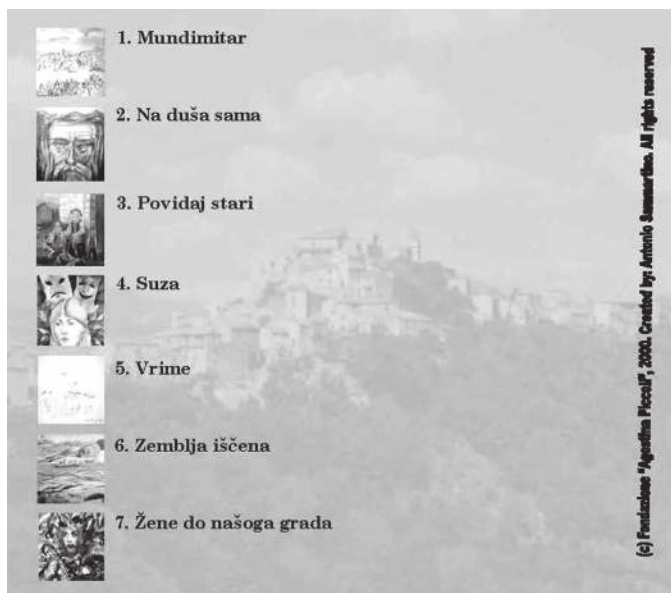 1. Mundimitar
2. Na duša sama
3. Povidaj stari
4. Suza
5. Vrime
6. Zemblja iščena
7. Žene do našoga grada
(c) Fondazione "Agostina Piccoli", 2000. Created by: Antonio Sammartino. All rights reserved